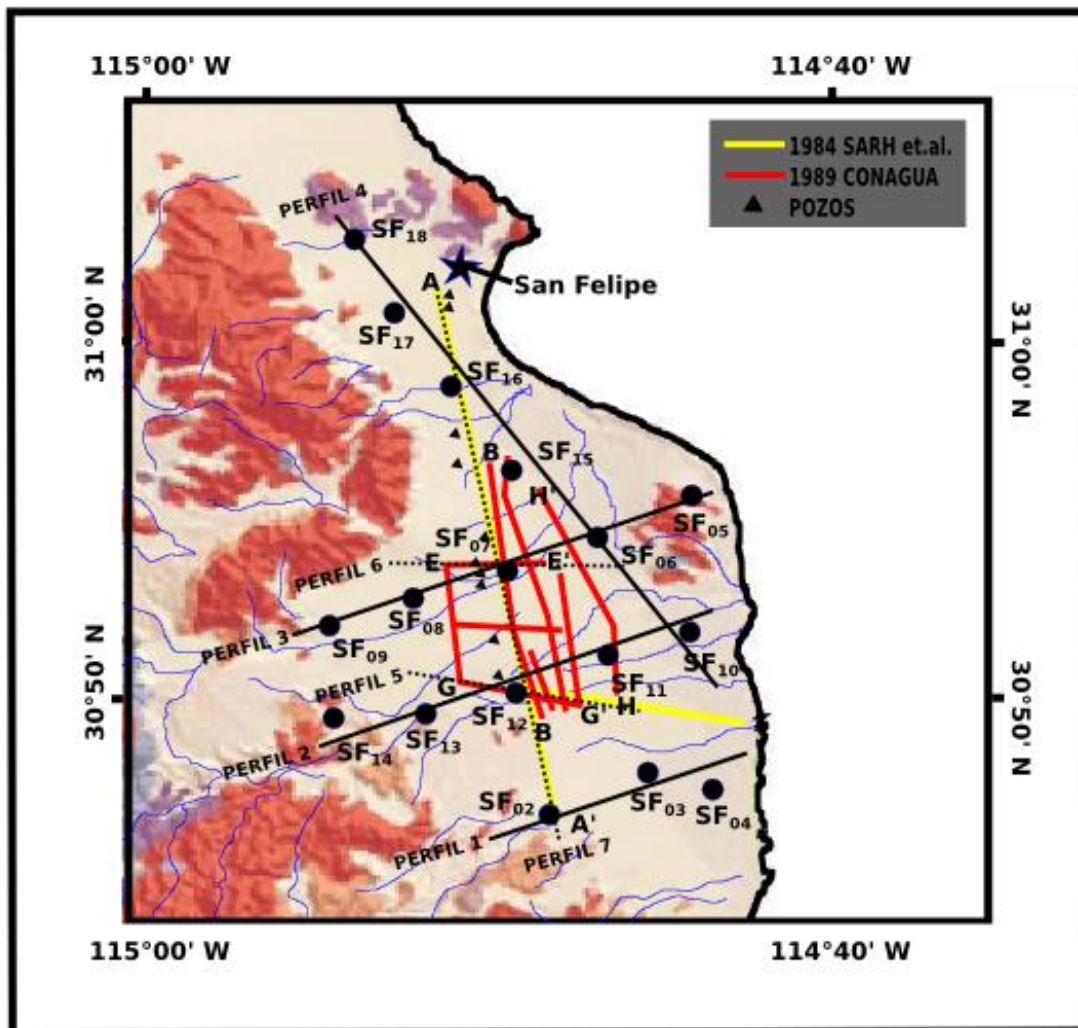 115°00' W
114°40' W
1984 SARH et.al.
1989 CONAGUA
POZOS
PERFIL 4
SF18
A
San Felipe
SF17
31°00' N
31°00' N
SF16
B
SF15
H'
SF05
SF07
E
E'
SF06
PERFIL 6
SF08
PERFIL 3
SF09
SF10
30°50' N
30°50' N
PERFIL 5
G
SF11
SF12
G'
H
B
SF13
SF14
PERFIL 2
SF02
A'
SF03
SF04
PERFIL 1
PERFIL 7
115°00' W
114°40' W